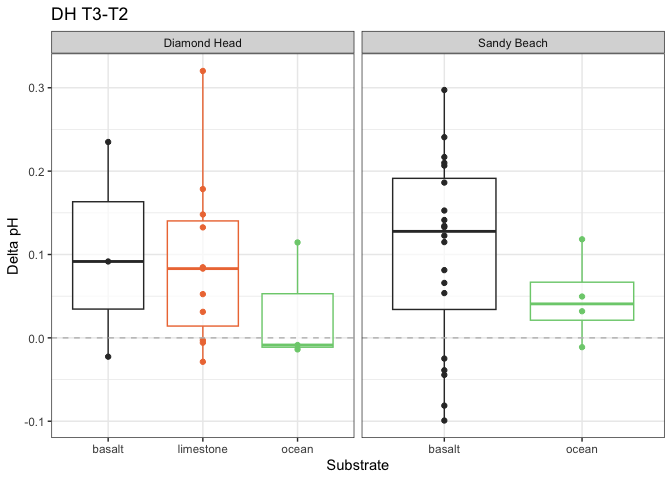 DH T3-T2
Diamond Head
Sandy Beach
Delta pH
0.3
0.2
0.1
0.0
-0.1
basalt
limestone
ocean
basalt
ocean
Substrate